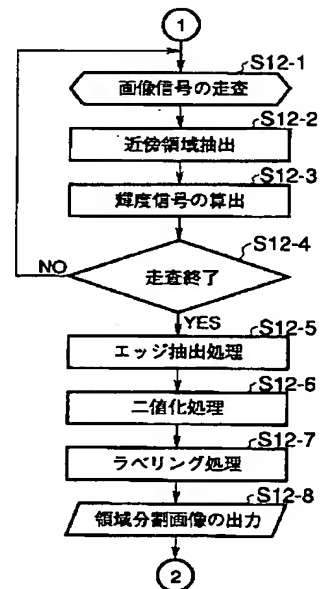 1
S12-1
画像信号の走査
S12-2
近傍領域抽出
S12-3
輝度信号の算出
S12-4
走査終了
NO
YES
S12-5
エッジ抽出処理
S12-6
二値化処理
S12-7
ラベリング処理
S12-8
領域分割画像の出力
2